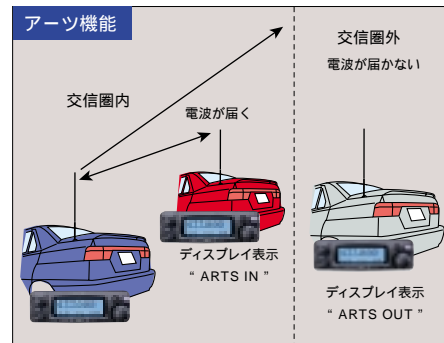 アーツ機能
交信圏外
電波が届かない
交信圏内
電波が届く
ディスプレイ表示
“ ARTS IN ”
ディスプレイ表示
“ ARTS OUT ”